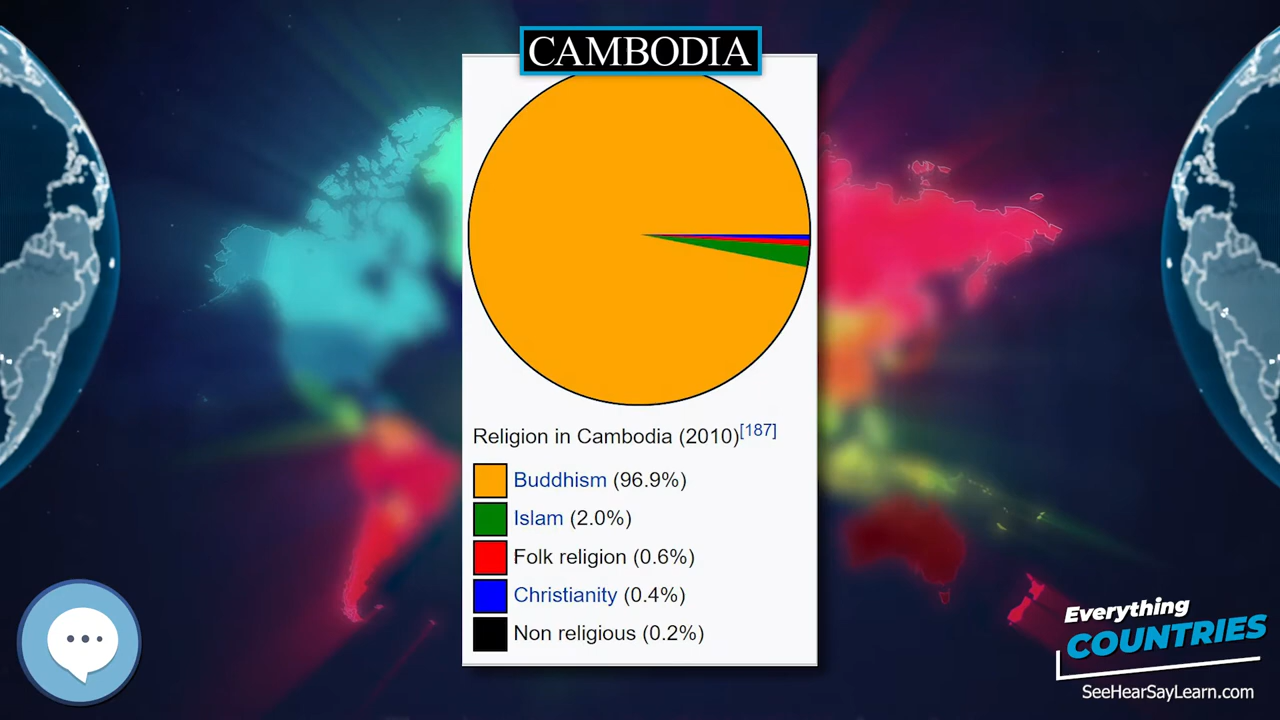 CAMBODIA
Religion in Cambodia (2010)[187]
Buddhism (96.9%)
Islam (2.0%)
Folk religion (0.6%)
Christianity (0.4%)
Non religious (0.2%)
Everything
COUNTRIES
SeeHearSayLearn.com